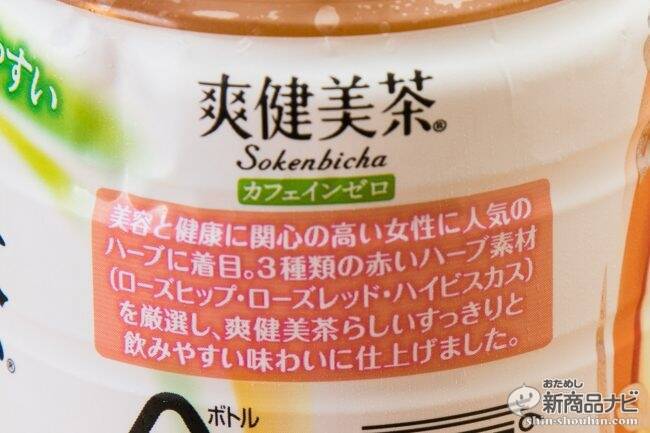 すい
爽健美茶®
Sokenbicha
カフェインゼロ
美容と健康に関心の高い女性に人気の
ハーブに着目。3種類の赤いハーブ素材
(ローズヒップ・ローズレッド・ハイビスカス)
を厳選し、爽健美茶らしいすっきりと
飲みやすい味わいに仕上げました。
®
ボトル
おためし
新商品ナビ
shin-shouhin.com